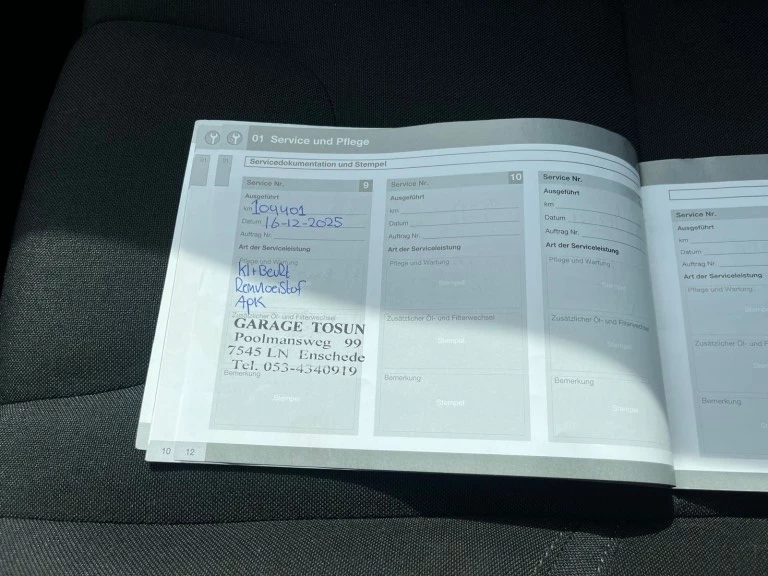 01 Service und Pflege
Servicedokumentation und Stempel
Service Nr. 9
Ausgeführt
km 104401
Datum 16-12-2025
Auftrag Nr.
Art der Serviceleistung
Pflege und Wartung
Kl+Beurt
Remvloeistof
APK
Zusätzlicher Öl- und Filterwechsel
GARAGE TOSUN
Poolmansweg 99
7545 LN Enschede
Tel. 053-4340919
Bemerkung
Stempel
Service Nr. 10
Ausgeführt
km
Datum
Auftrag Nr.
Art der Serviceleistung
Pflege und Wartung
Stempel
Zusätzlicher Öl- und Filterwechsel
Stempel
Bemerkung
Stempel
Service Nr.
Ausgeführt
km
Datum
Auftrag Nr.
Art der Serviceleistung
Pflege und Wartung
Stempel
Zusätzlicher Öl- und Filterwechse
Bemerkung
Stempel
Service Nr.
Ausgeführt
km
Datum
Auftrag Nr.
Art der Serviceleistung
Pflege und Wartung
Zusätzlicher Öl- und F
Bemerkung
10 12